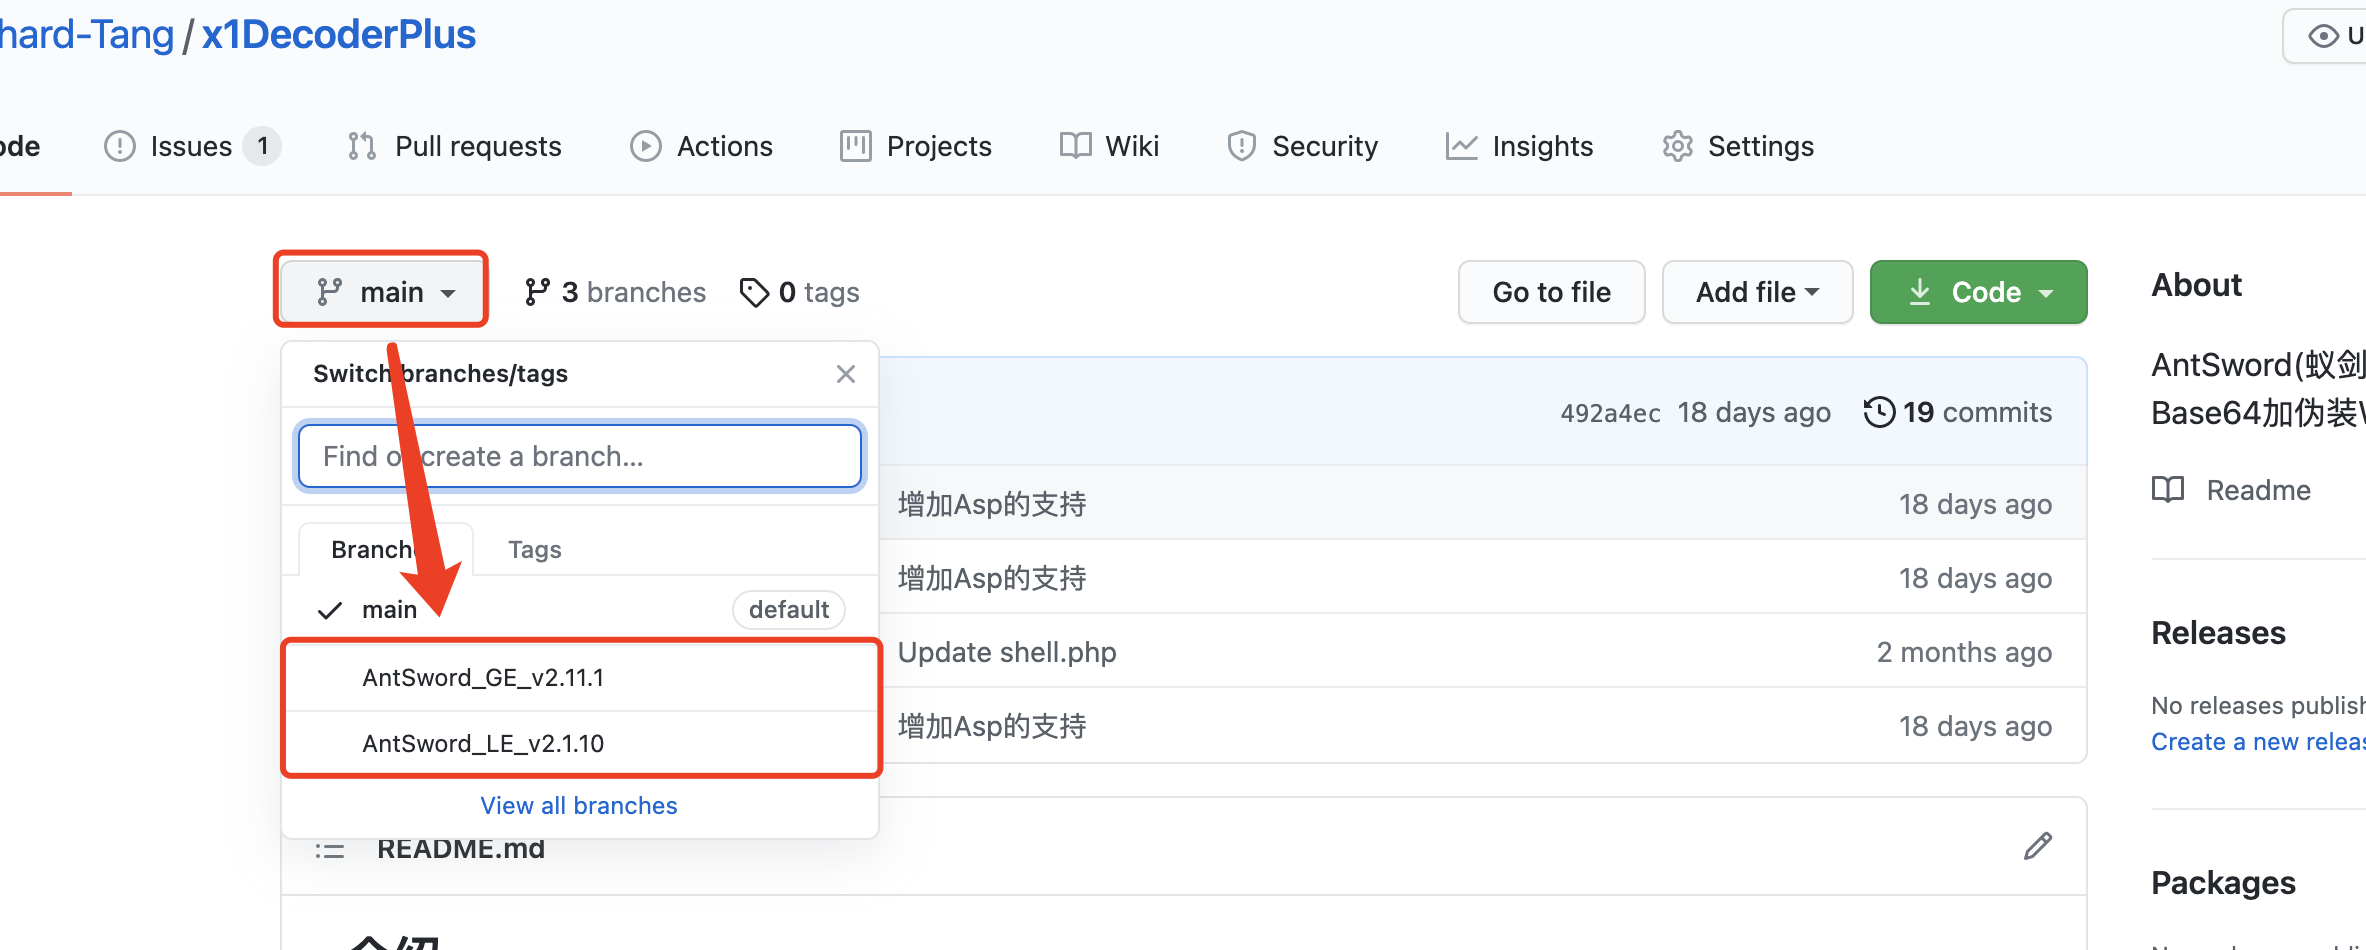 hard-Tang / x1DecoderPlus
ode
Issues 1
Pull requests
Actions
Projects
Wiki
Security
Insights
Settings
main
3 branches
0 tags
Go to file
Add file
Code
About
Switch branches/tags
Find or create a branch...
Branches
Tags
main
default
AntSword_GE_v2.11.1
AntSword_LE_v2.1.10
View all branches
492a4ec 18 days ago 19 commits
增加Asp的支持 18 days ago
增加Asp的支持 18 days ago
Update shell.php 2 months ago
增加Asp的支持 18 days ago
README.md
介绍
AntSword(蚁剑
Base64加伪装
Readme
Releases
No releases publish
Create a new releas
Packages